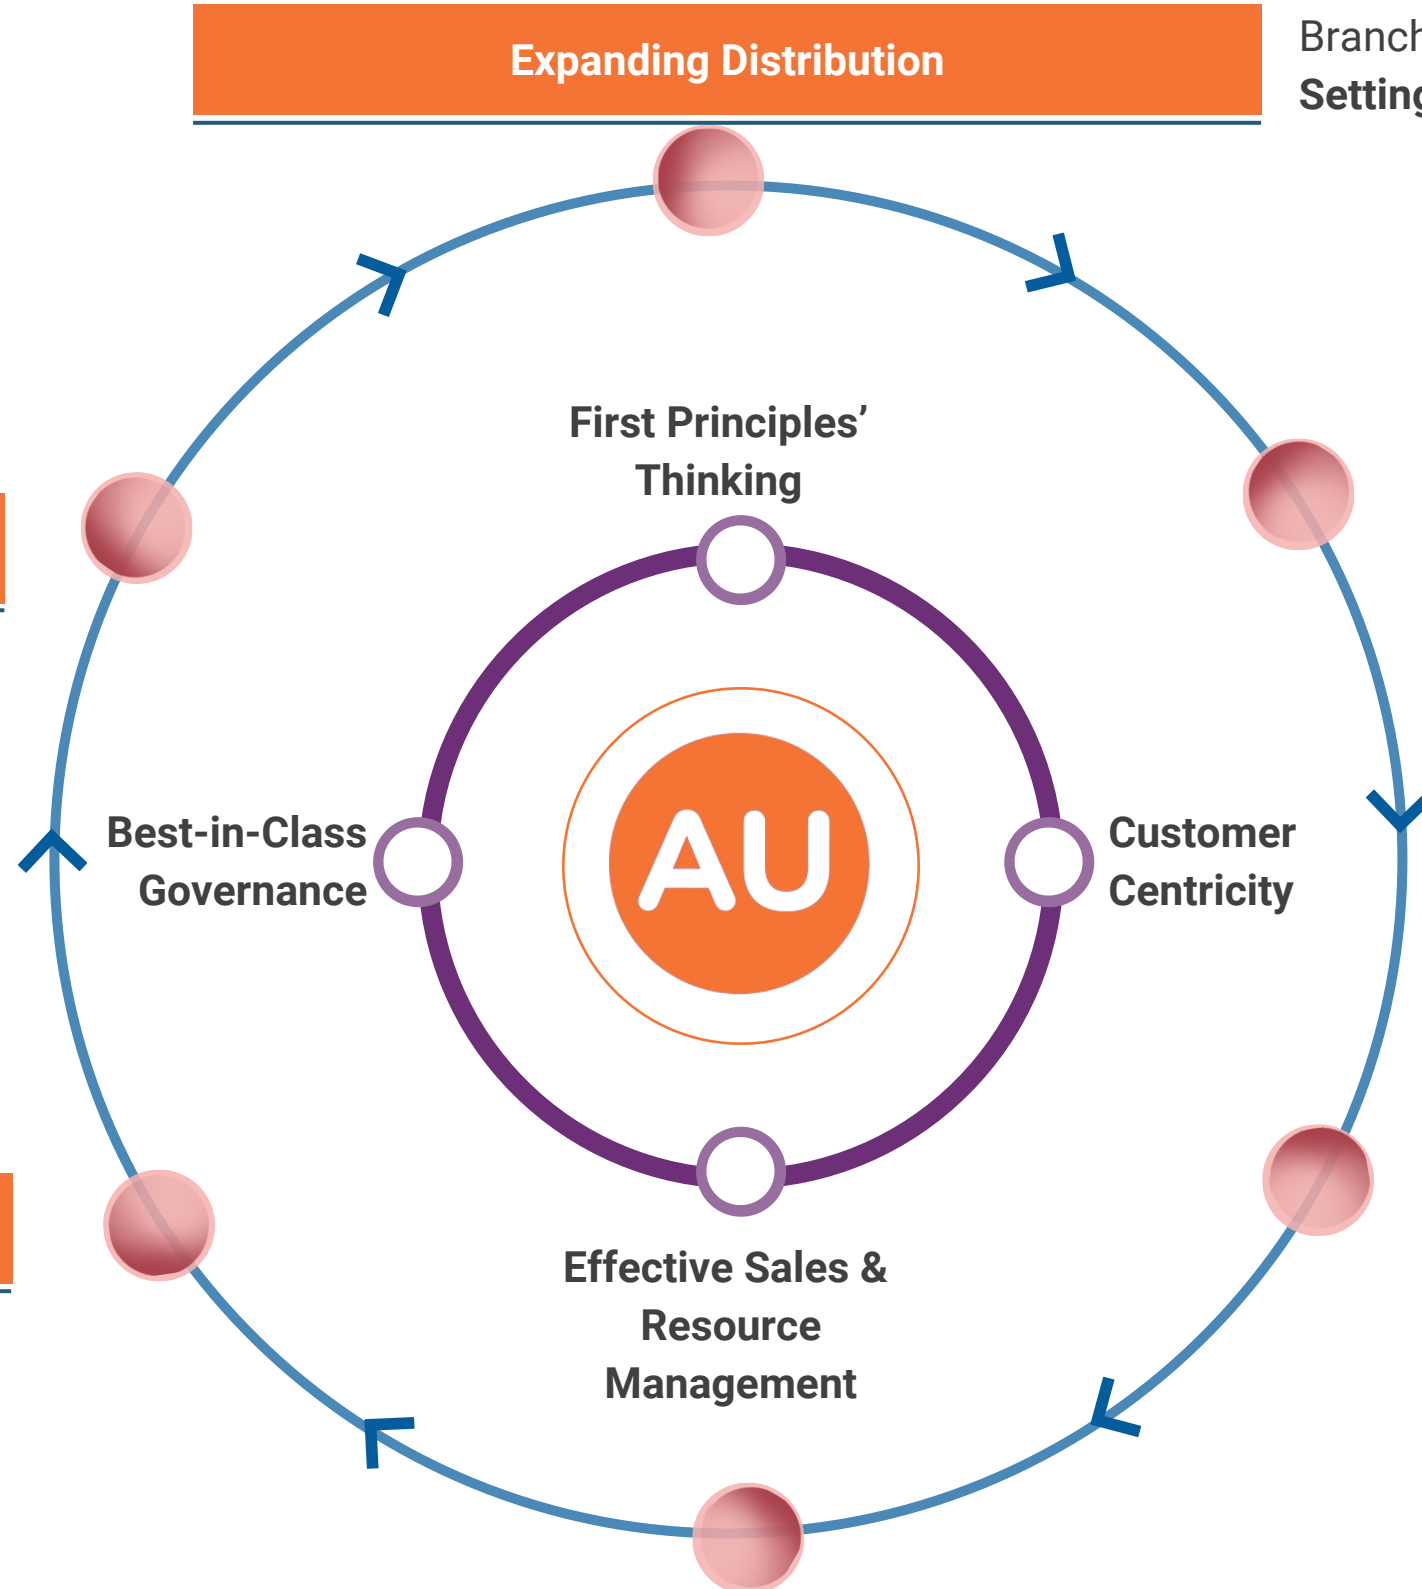 Expanding Distribution
Branch
Setting
First Principles’
Thinking
Best-in-Class
Governance
AU
Customer
Centricity
Effective Sales &
Resource
Management